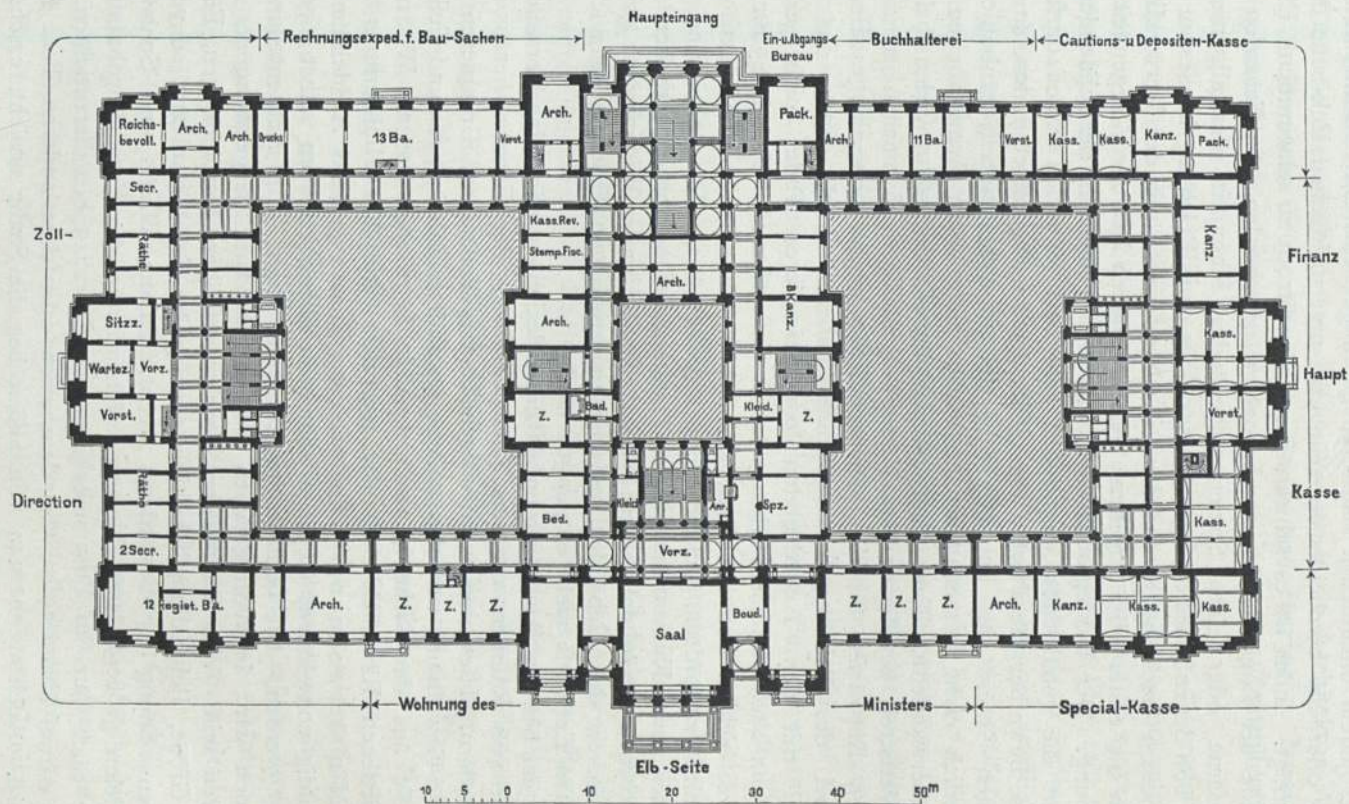 Haupteingang
Rechnungsexped. f. Bau-Sachen
Ein-u. Abgangs Buchhalterei Cautions-u Depositen-Kasse
Bureau
Reichs- Arch. Arch. Drucks 13 Ba. Vorst. Arch. Pack. Arch. 11 Ba. Vorst. Kass. Kass. Kanz. Pack.
bevoll.
Secr.
Zoll- Räthe Kass. Rev. Kanz.
Stemp. Fisc. Arch. B Kanz. Finanz
Sitzz. Arch. Kass.
Wartez. Vorz. Haupt
Vorst. Z. Bad. Kleid. Z. Vorst.
Direction Räthe Kleid. Anr. Spz. Kasse
2 Secr. Bed. Vorz. Kass.
12 Regist. Ba. Arch. Z. Z. Z. Saal Boud. Z. Z. Z. Arch. Kanz. Kass. Kass.
Wohnung des Ministers Special-Kasse
Elb-Seite
10 5 0 10 20 30 40 50 m